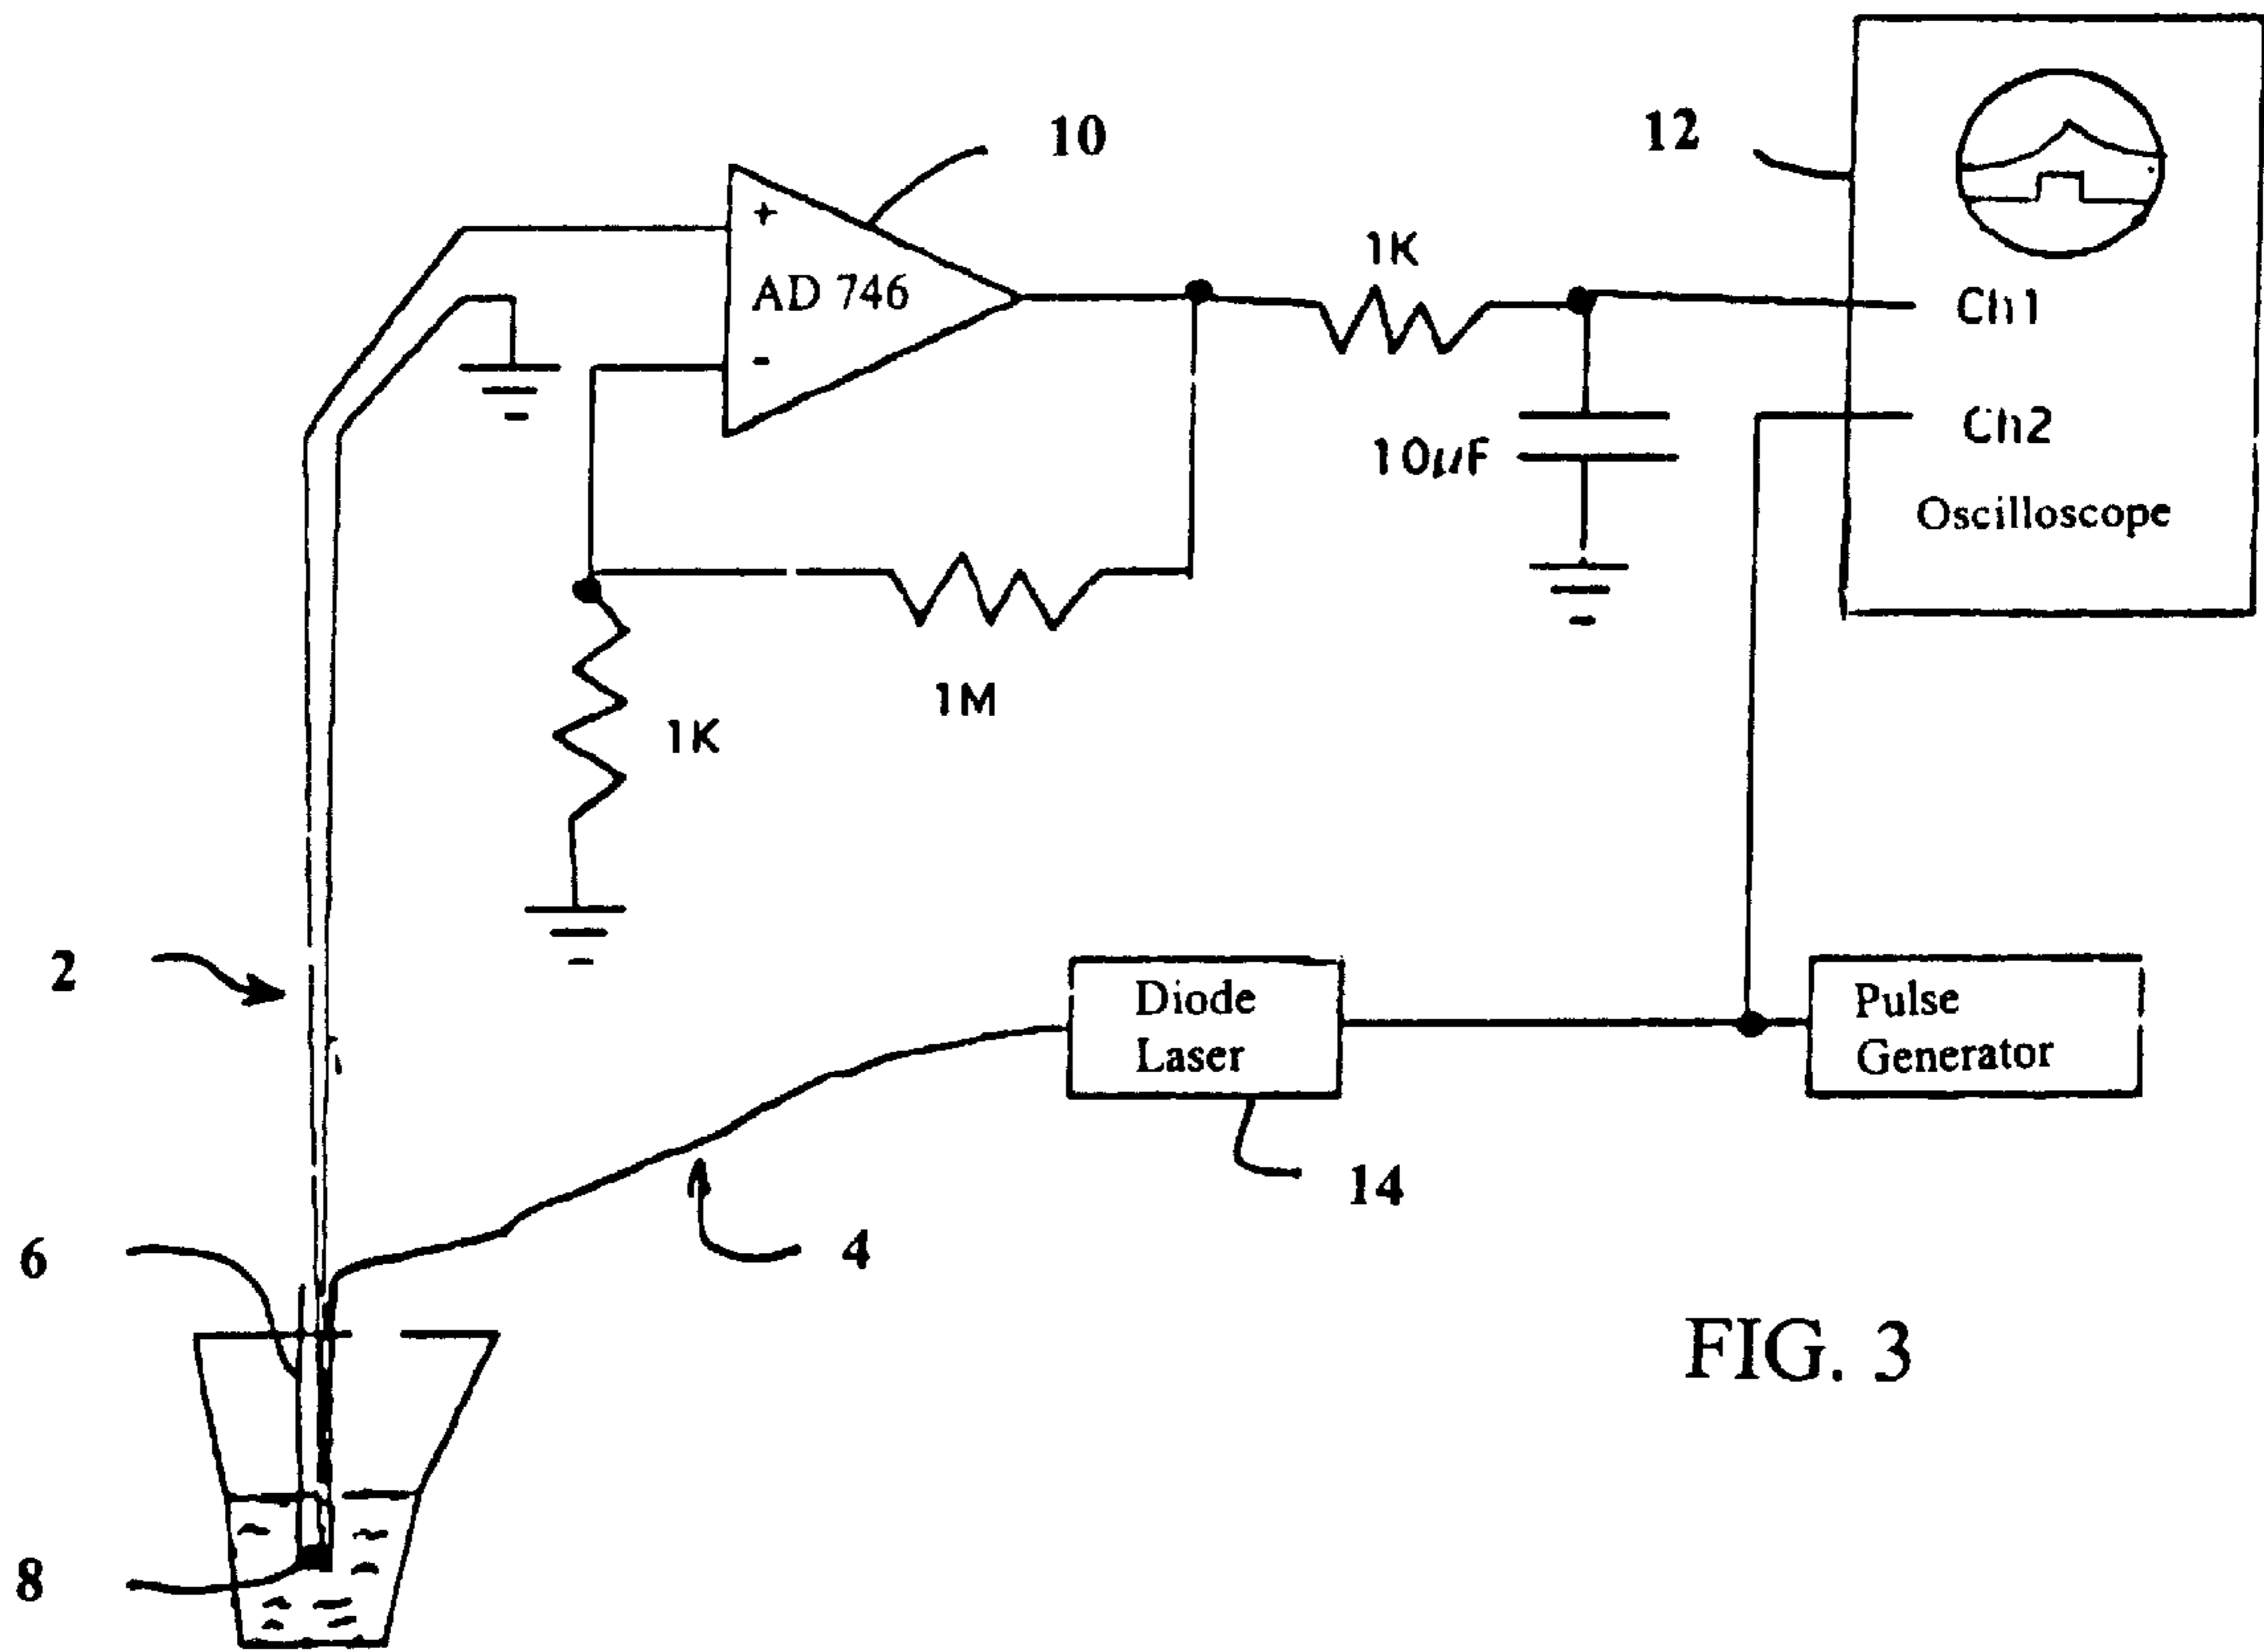 10
12
+
AD 746
-
1K
Ch1
10µF
Ch2
Oscilloscope
1M
1K
2
Diode
Laser
Pulse
Generator
14
4
6
FIG. 3
8